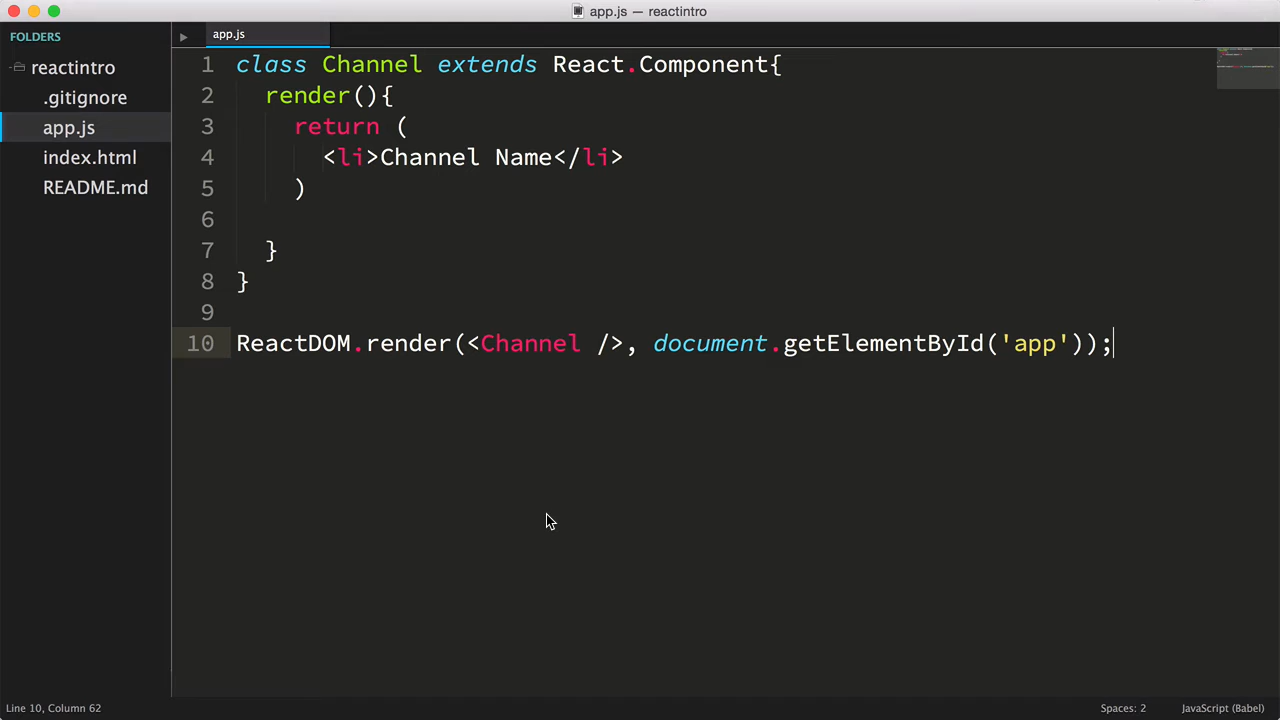 app.js — reactintro
FOLDERS
reactintro
.gitignore
app.js
index.html
README.md
app.js
1 class Channel extends React.Component{
2   render(){
3     return (
4       <li>Channel Name</li>
5     )
6
7   }
8 }
9
10 ReactDOM.render(<Channel />, document.getElementById('app'));
Line 10, Column 62
Spaces: 2
JavaScript (Babel)